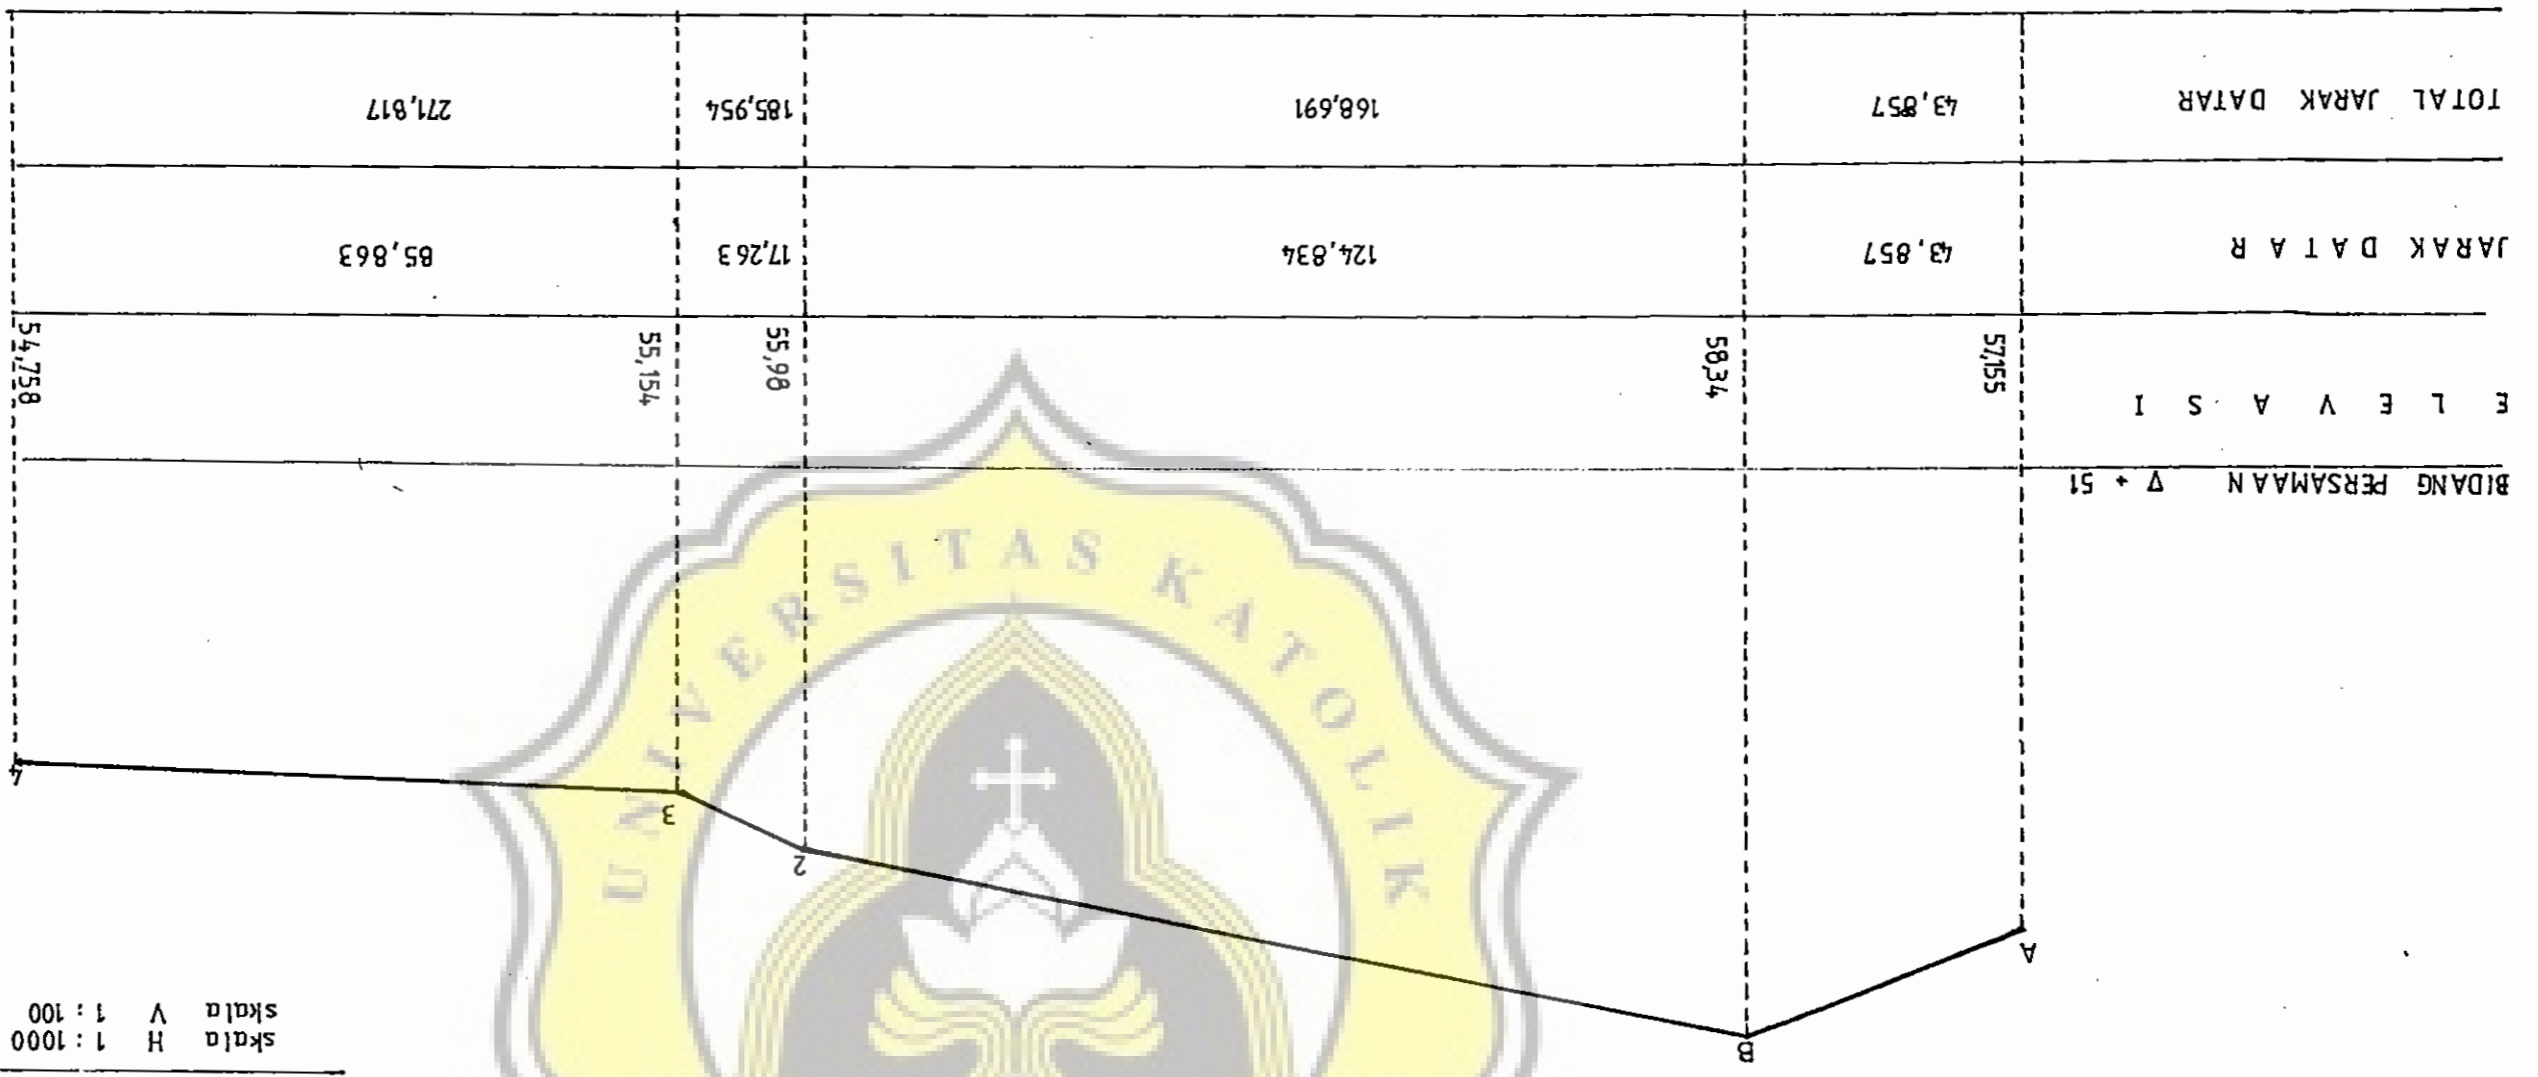 skala H 1 : 1000
skala V 1 : 100
A
B
2
3
4
BIDANG PERSAMAAN ∇ + 51
E L E V A S I 57,155 58,34 55,98 55,154 54,758
JARAK D A T A R 43,857 124,834 17,263 85,863
TOTAL JARAK DATAR 43,857 168,691 185,954 271,817
UNIVERSITAS KATOLIK